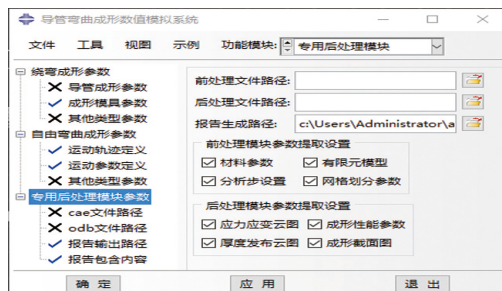 导管弯曲成形数值模拟系统
文件 工具 视图 示例 功能模块: 专用后处理模块
绕弯成形参数
导管成形参数
成形模具参数
其他类型参数
自由弯曲成形参数
运动轨迹定义
运动参数定义
其他类型参数
专用后处理模块参数
cae文件路径
odb文件路径
报告输出路径
报告包含内容
前处理文件路径:
后处理文件路径:
报告生成路径: c:\Users\Administrator\a
前处理模块参数提取设置
材料参数 有限元模型
分析步设置 网格划分参数
后处理模块参数提取设置
应力应变云图 成形性能参数
厚度发布云图 成形截面图
确 定 应 用 退 出